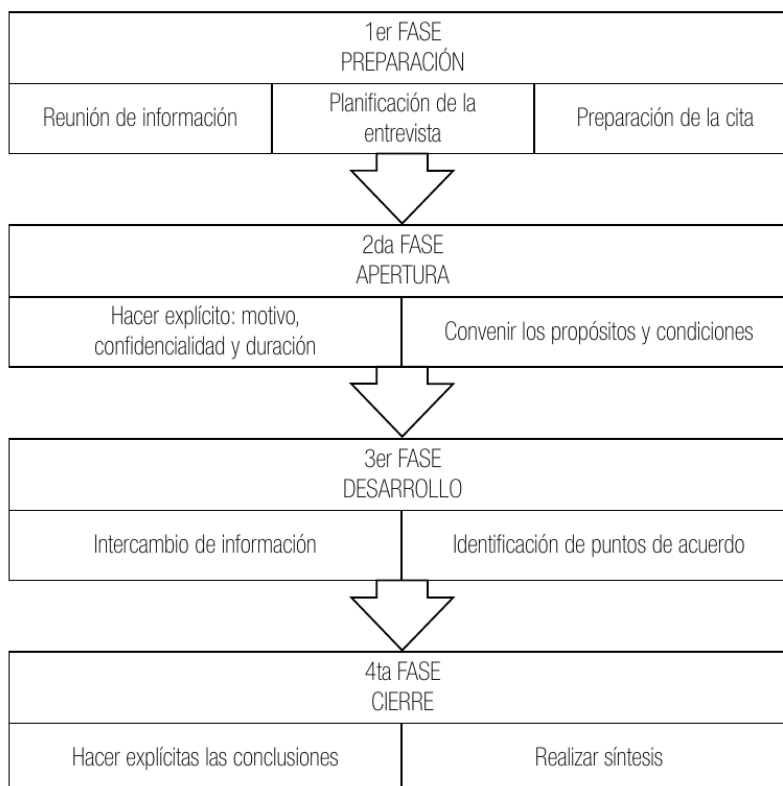 1er FASE
PREPARACIÓN
Reunión de información
Planificación de la
entrevista
Preparación de la cita
2da FASE
APERTURA
Hacer explícito: motivo,
confidencialidad y duración
Convenir los propósitos y condiciones
3er FASE
DESARROLLO
Intercambio de información
Identificación de puntos de acuerdo
4ta FASE
CIERRE
Hacer explícitas las conclusiones
Realizar síntesis